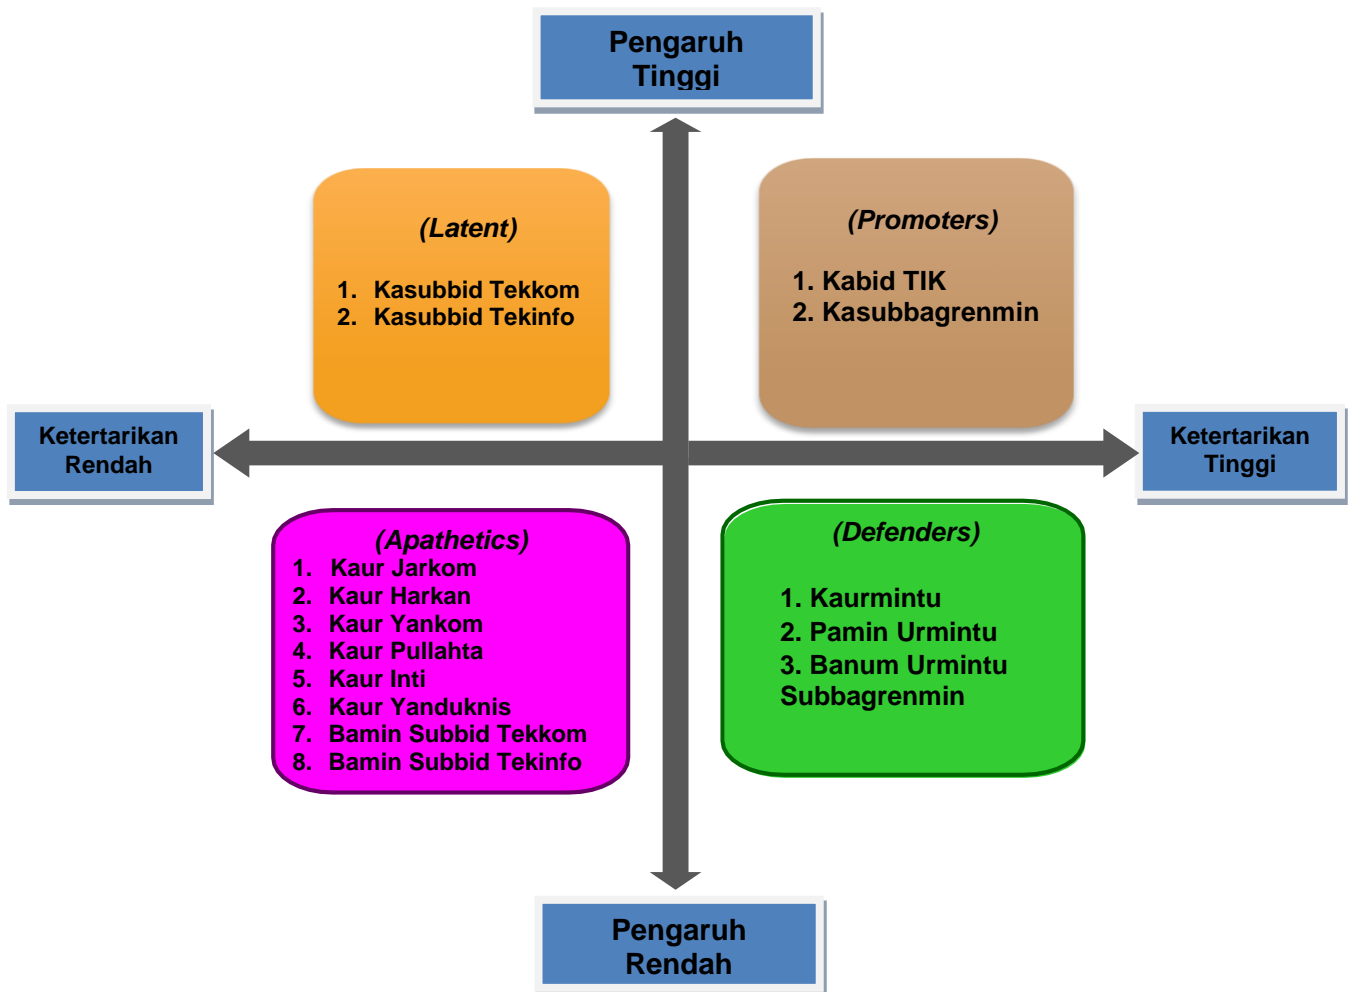 Pengaruh
Tinggi
(Latent)
1. Kasubbid Tekkom
2. Kasubbid Tekinfo
(Promoters)
1. Kabid TIK
2. Kasubbagrenmin
Ketertarikan
Rendah
Ketertarikan
Tinggi
(Apathetics)
1. Kaur Jarkom
2. Kaur Harkan
3. Kaur Yankom
4. Kaur Pullahta
5. Kaur Inti
6. Kaur Yanduknis
7. Bamin Subbid Tekkom
8. Bamin Subbid Tekinfo
(Defenders)
1. Kaurmintu
2. Pamin Urmintu
3. Banum Urmintu
Subbagrenmin
Pengaruh
Rendah